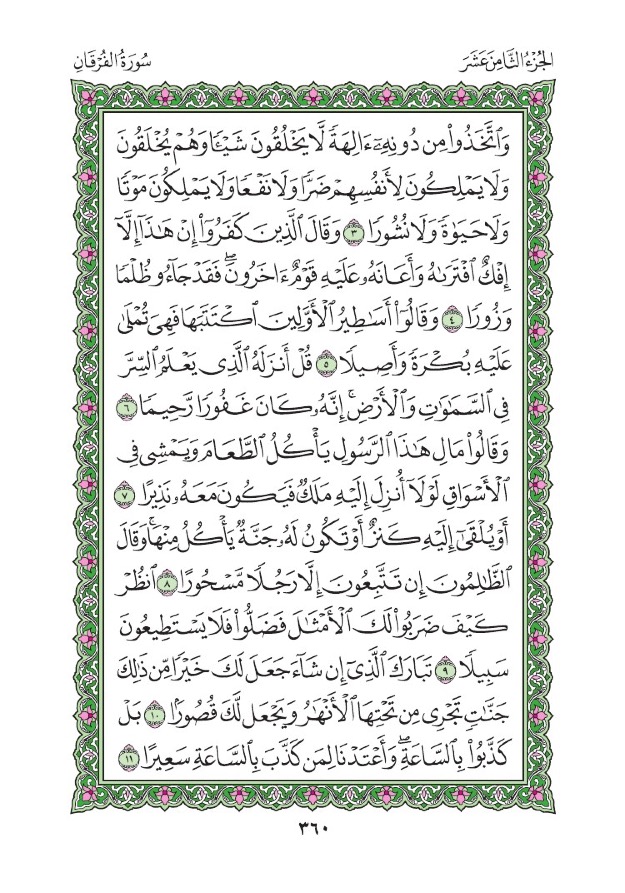 الجُزْءُ الثَّامِنَ عَشَرَ
سُورَةُ الفُرْقَانِ
وَٱتَّخَذُواْ مِن دُونِهِۦٓ ءَالِهَةٗ لَّا يَخۡلُقُونَ شَيۡـٔٗا وَهُمۡ يُخۡلَقُونَ
وَلَا يَمۡلِكُونَ لِأَنفُسِهِمۡ ضَرّٗا وَلَا نَفۡعٗا وَلَا يَمۡلِكُونَ مَوۡتٗا
وَلَا حَيَوٰةٗ وَلَا نُشُورٗا ٣ وَقَالَ ٱلَّذِينَ كَفَرُوٓاْ إِنۡ هَٰذَآ إِلَّآ
إِفۡكٌ ٱفۡتَرَىٰهُ وَأَعَانَهُۥ عَلَيۡهِ قَوۡمٌ ءَاخَرُونَۖ فَقَدۡ جَآءُو ظُلۡمٗا
وَزُورٗا ٤ وَقَالُوٓاْ أَسَٰطِيرُ ٱلۡأَوَّلِينَ ٱكۡتَتَبَهَا فَهِيَ تُمۡلَىٰ
عَلَيۡهِ بُكۡرَةٗ وَأَصِيلٗا ٥ قُلۡ أَنزَلَهُ ٱلَّذِي يَعۡلَمُ ٱلسِّرَّ
فِي ٱلسَّمَٰوَٰتِ وَٱلۡأَرۡضِۚ إِنَّهُۥ كَانَ غَفُورٗا رَّحِيمٗا ٦
وَقَالُواْ مَالِ هَٰذَا ٱلرَّسُولِ يَأۡكُلُ ٱلطَّعَامَ وَيَمۡشِي فِي
ٱلۡأَسۡوَاقِ لَوۡلَآ أُنزِلَ إِلَيۡهِ مَلَكٞ فَيَكُونَ مَعَهُۥ نَذِيرًا ٧
أَوۡ يُلۡقَىٰٓ إِلَيۡهِ كَنزٌ أَوۡ تَكُونُ لَهُۥ جَنَّةٞ يَأۡكُلُ مِنۡهَاۚ وَقَالَ
ٱلظَّٰلِمُونَ إِن تَتَّبِعُونَ إِلَّا رَجُلٗا مَّسۡحُورًا ٨ ٱنظُرۡ
كَيۡفَ ضَرَبُواْ لَكَ ٱلۡأَمۡثَٰلَ فَضَلُّواْ فَلَا يَسۡتَطِيعُونَ
سَبِيلٗا ٩ تَبَارَكَ ٱلَّذِيٓ إِن شَآءَ جَعَلَ لَكَ خَيۡرٗا مِّن ذَٰلِكَ
جَنَّٰتٖ تَجۡرِي مِن تَحۡتِهَا ٱلۡأَنۡهَٰرُ وَيَجۡعَل لَّكَ قُصُورَۢا ١٠ بَلۡ
كَذَّبُواْ بِٱلسَّاعَةِۖ وَأَعۡتَدۡنَا لِمَن كَذَّبَ بِٱلسَّاعَةِ سَعِيرًا ١١
٣٦٠